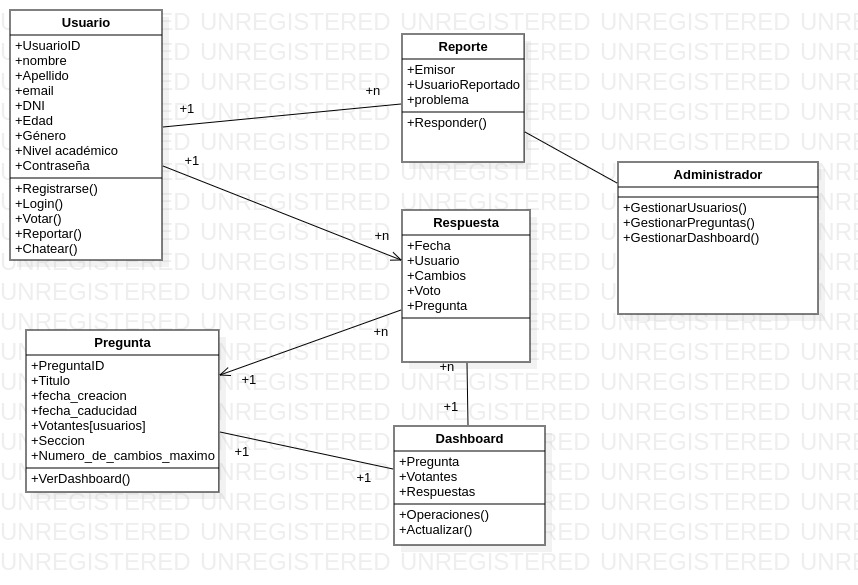 Usuario
+UsuarioID
+nombre
+Apellido
+email
+DNI
+Edad
+Género
+Nivel académico
+Contraseña
+Registrarse()
+Login()
+Votar()
+Reportar()
+Chatear()
+1
+n
+1
+n
Reporte
+Emisor
+UsuarioReportado
+problema
+Responder()
Administrador
+GestionarUsuarios()
+GestionarPreguntas()
+GestionarDashboard()
Respuesta
+Fecha
+Usuario
+Cambios
+Voto
+Pregunta
+n
+1
+n
+1
Pregunta
+PreguntaID
+Titulo
+fecha_creacion
+fecha_caducidad
+Votantes[usuarios]
+Seccion
+Numero_de_cambios_maximo
+VerDashboard()
+1
+1
Dashboard
+Pregunta
+Votantes
+Respuestas
+Operaciones()
+Actualizar()
UNREGISTERED UNREGISTERED UNREGISTERED UNREGISTERED